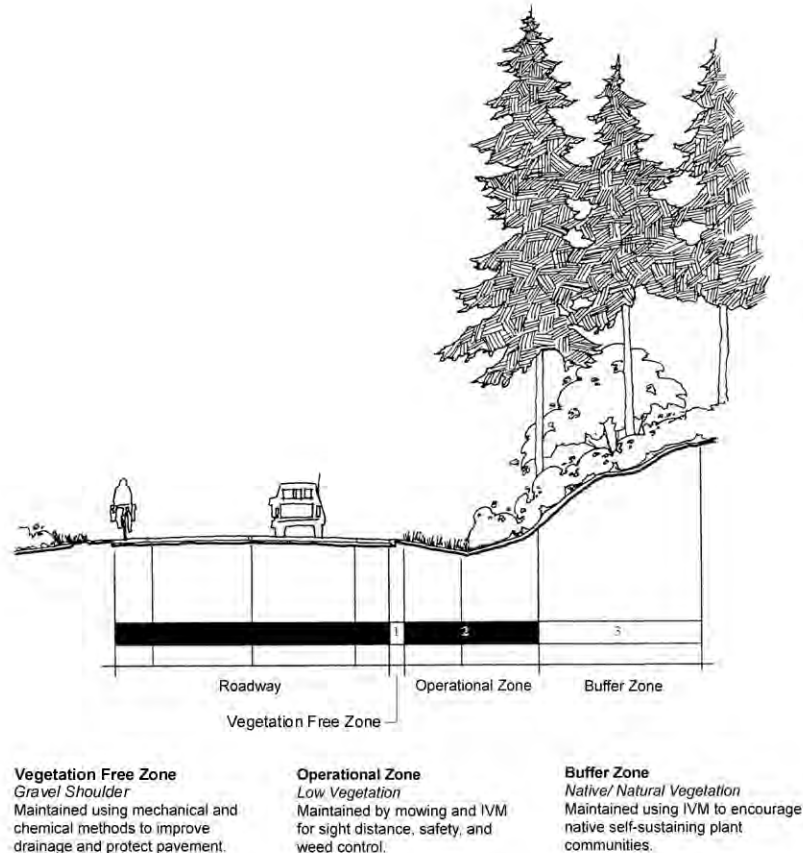 1
2
3
Roadway
Operational Zone
Buffer Zone
Vegetation Free Zone
Vegetation Free Zone
Gravel Shoulder
Maintained using mechanical and
chemical methods to improve
drainage and protect pavement.
Operational Zone
Low Vegetation
Maintained by mowing and IVM
for sight distance, safety, and
weed control.
Buffer Zone
Native/ Natural Vegetation
Maintained using IVM to encourage
native self-sustaining plant
communities.